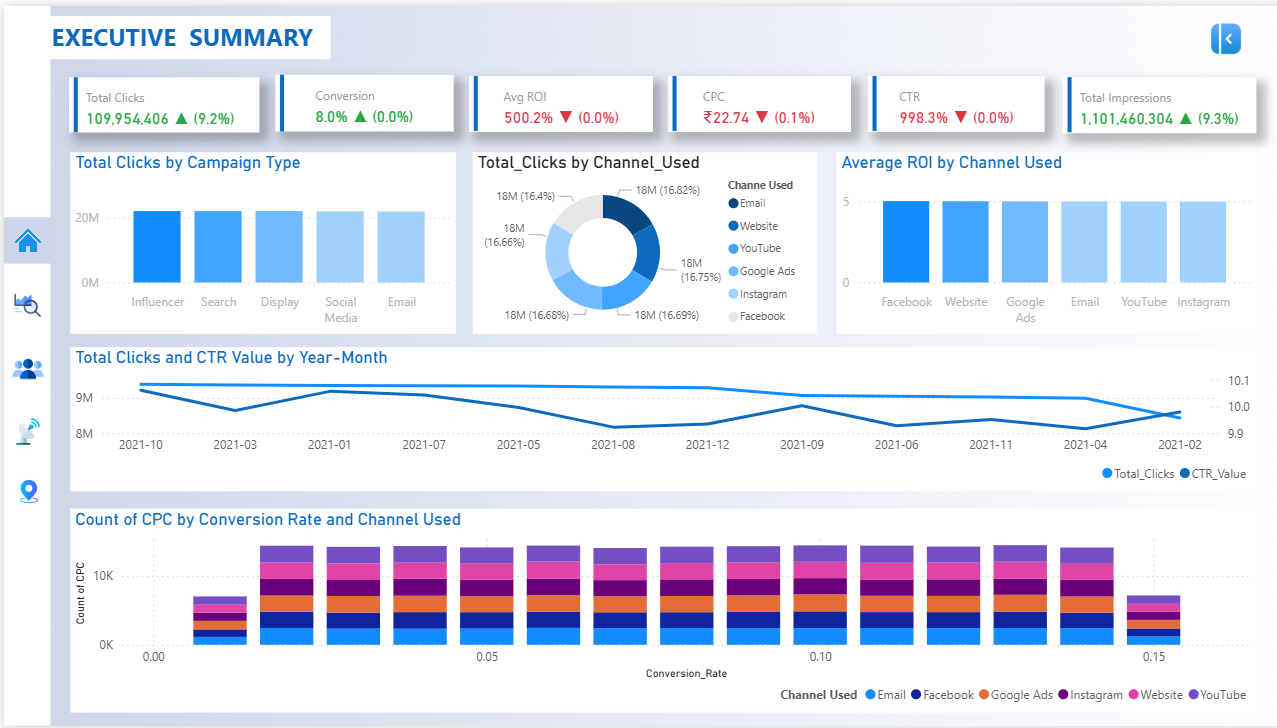 EXECUTIVE SUMMARY
Total Clicks
109,954,406 ▲ (9.2%)
Conversion
8.0% ▲ (0.0%)
Avg ROI
500.2% ▼ (0.0%)
CPC
₹22.74 ▼ (0.1%)
CTR
998.3% ▼ (0.0%)
Total Impressions
1,101,460,304 ▲ (9.3%)
Total Clicks by Campaign Type
20M
0M
Influencer Search Display Social Media Email
Total_Clicks by Channel_Used
18M (16.4%)
18M (16.82%)
18M
(16.66%)
18M
(16.75%)
18M (16.68%)
18M (16.69%)
Channe Used
Email
Website
YouTube
Google Ads
Instagram
Facebook
Average ROI by Channel Used
5
0
Facebook Website Google Ads Email YouTube Instagram
Total Clicks and CTR Value by Year-Month
9M
8M
10.1
10.0
9.9
2021-10 2021-03 2021-01 2021-07 2021-05 2021-08 2021-12 2021-09 2021-06 2021-11 2021-04 2021-02
Total_Clicks CTR_Value
Count of CPC by Conversion Rate and Channel Used
Count of CPC
10K
0K
0.00 0.05 0.10 0.15
Conversion_Rate
Channel Used Email Facebook Google Ads Instagram Website YouTube